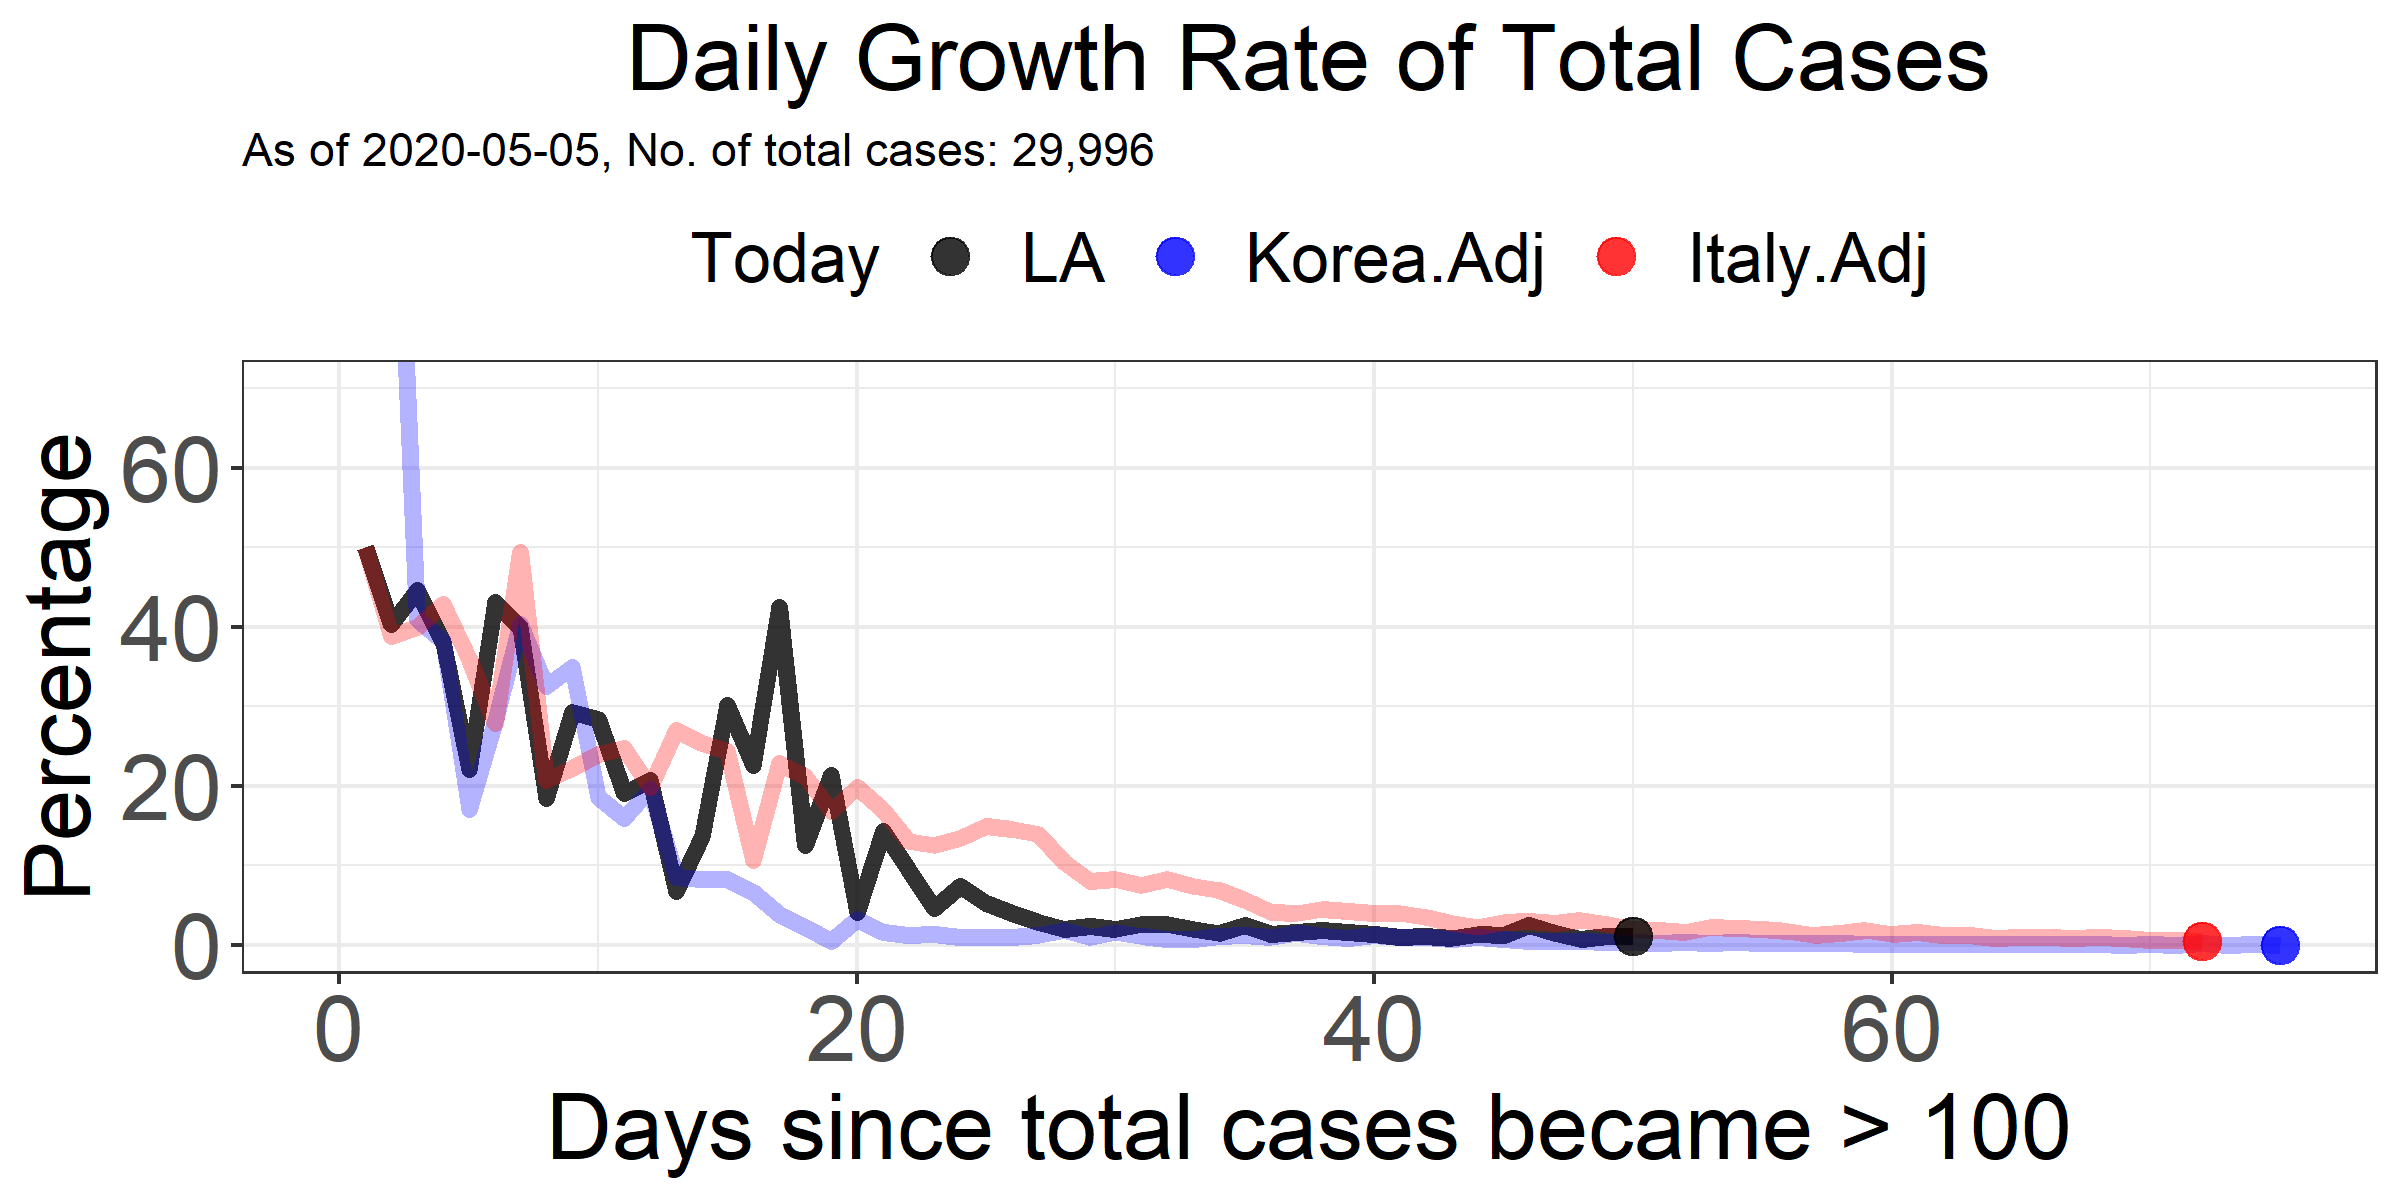 Daily Growth Rate of Total Cases
As of 2020-05-05, No. of total cases: 29,996
Today LA Korea.Adj Italy.Adj
Percentage
60
40
20
0
0 20 40 60
Days since total cases became > 100